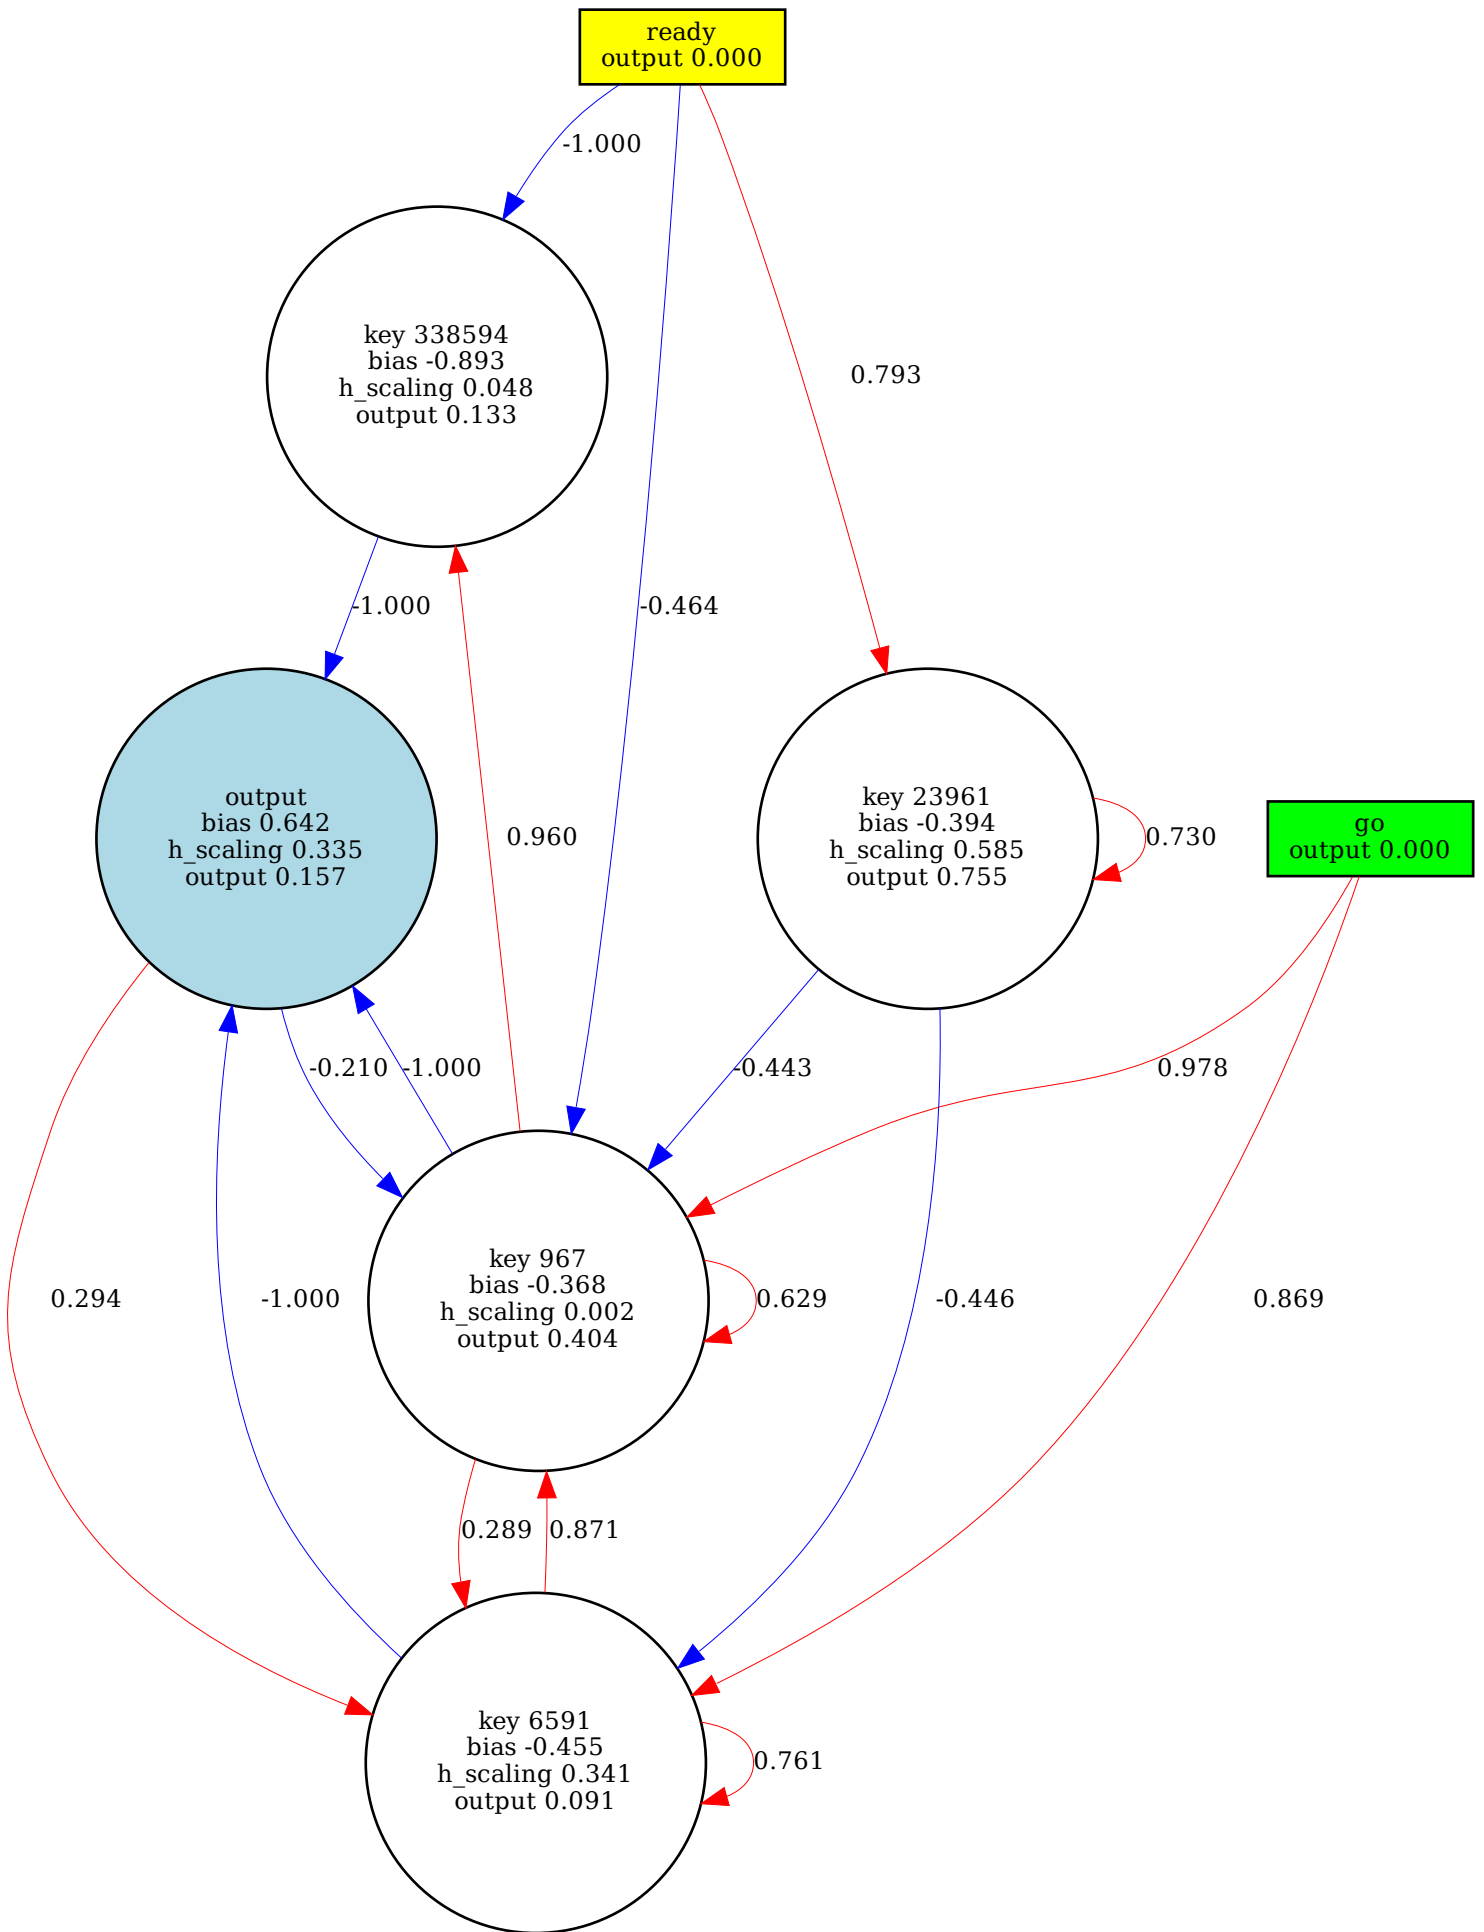 ready
output 0.000
-1.000
key 338594
bias -0.893
h_scaling 0.048
output 0.133
0.793
-1.000
-0.464
output
bias 0.642
h_scaling 0.335
output 0.157
0.960
key 23961
bias -0.394
h_scaling 0.585
output 0.755
0.730
go
output 0.000
-0.210
-1.000
-0.443
0.978
0.294
-1.000
key 967
bias -0.368
h_scaling 0.002
output 0.404
0.629
-0.446
0.869
0.289
0.871
key 6591
bias -0.455
h_scaling 0.341
output 0.091
0.761